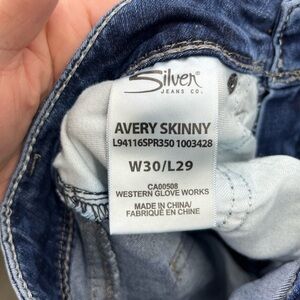 Silver
JEANS CO.
AVERY SKINNY
L94116SPR350 1003428
W30/L29
CA00508
WESTERN GLOVE WORKS
MADE IN CHINA/
FABRIQUÉ EN CHINE